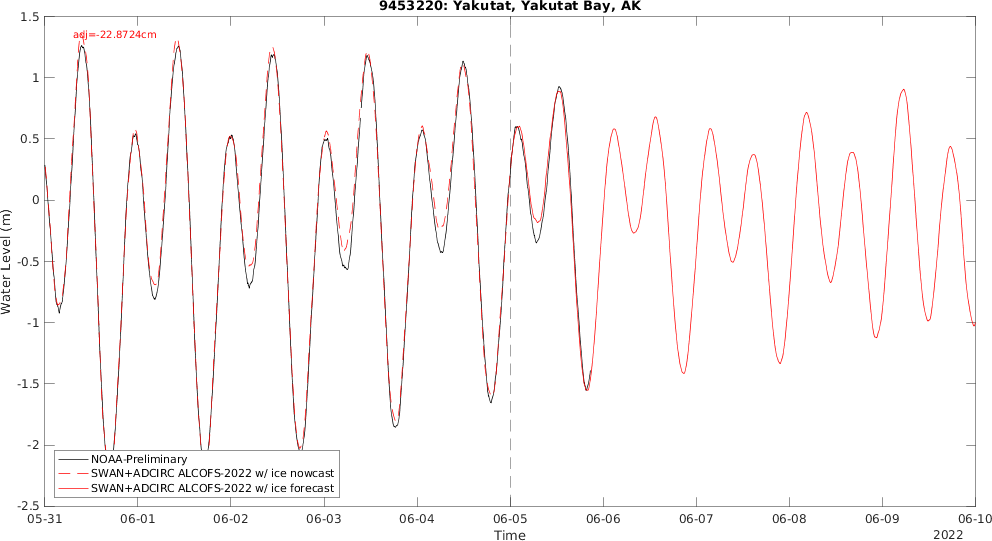 9453220: Yakutat, Yakutat Bay, AK
adj=-22.8724cm
Water Level (m)
1.5
1
0.5
0
-0.5
-1
-1.5
-2
-2.5
NOAA-Preliminary
SWAN+ADCIRC ALCOFS-2022 w/ ice nowcast
SWAN+ADCIRC ALCOFS-2022 w/ ice forecast
05-31 06-01 06-02 06-03 06-04 06-05 06-06 06-07 06-08 06-09 06-10
Time
2022